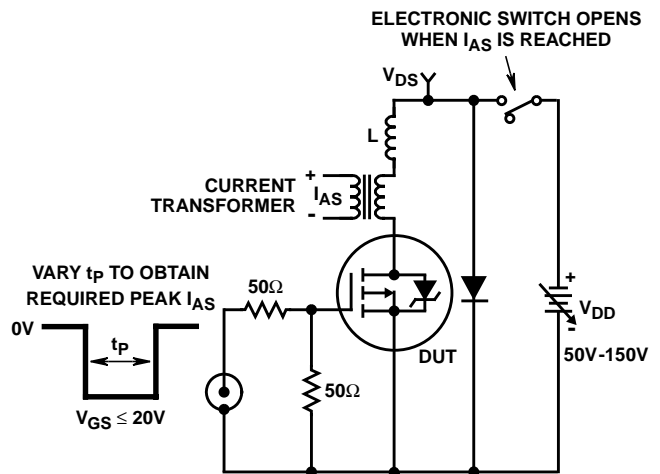 ELECTRONIC SWITCH OPENS
WHEN IAS IS REACHED
VDS
L
CURRENT
TRANSFORMER
+
IAS
-
VARY tP TO OBTAIN
REQUIRED PEAK IAS
50Ω
0V
tP
VGS ≤ 20V
50Ω
DUT
+
VDD
-
50V-150V